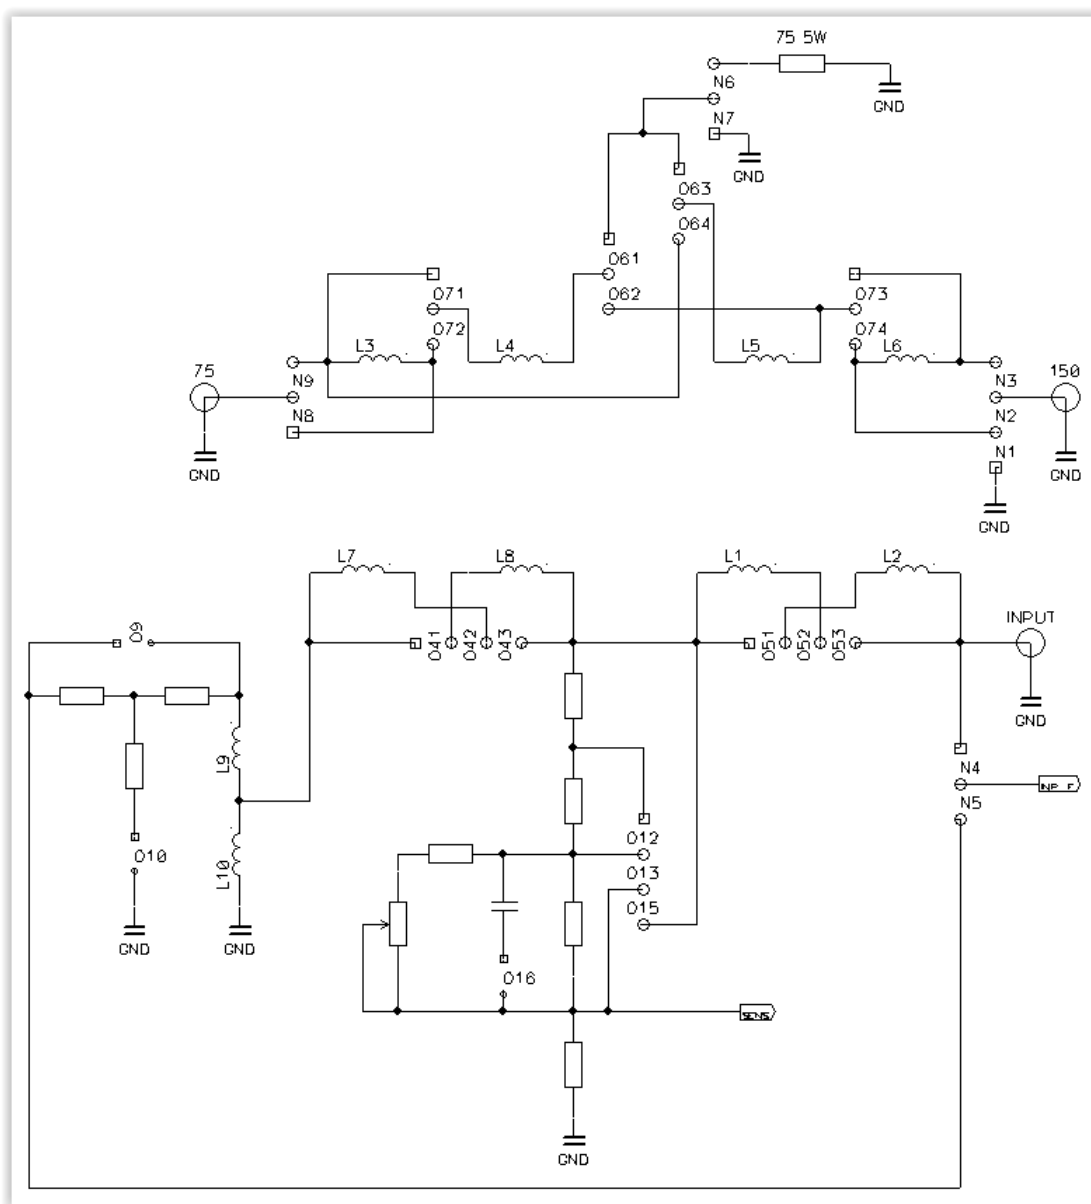 75 5W
N6
GND
N7
GND
O63
O64
O61
O62
O71
O72
O73
O74
L3
L4
L5
L6
75
N9
N8
N3
150
N2
N1
GND
GND
GND
L7
L8
L1
L2
O9
O41
O42
O43
O51
O52
O53
INPUT
GND
L9
N4
INP_F
N5
O10
L10
O12
O13
O15
GND
GND
O16
SENS
GND